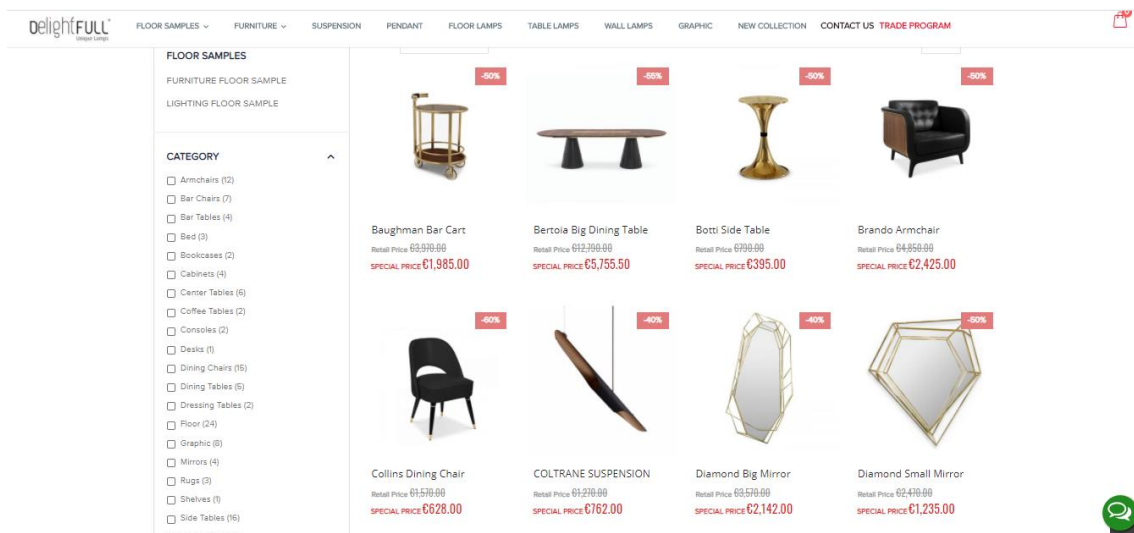 DelightFULL
Unique Lamps
FLOOR SAMPLES FURNITURE SUSPENSION PENDANT FLOOR LAMPS TABLE LAMPS WALL LAMPS GRAPHIC NEW COLLECTION CONTACT US TRADE PROGRAM 0
FLOOR SAMPLES
FURNITURE FLOOR SAMPLE
LIGHTING FLOOR SAMPLE
CATEGORY
Armchairs (12)
Bar Chairs (7)
Bar Tables (4)
Bed (3)
Bookcases (2)
Cabinets (4)
Center Tables (6)
Coffee Tables (2)
Consoles (2)
Desks (1)
Dining Chairs (15)
Dining Tables (5)
Dressing Tables (2)
Floor (24)
Graphic (8)
Mirrors (4)
Rugs (3)
Shelves (1)
Side Tables (16)
-50% -55% -50% -50%
Baughman Bar Cart Bertoia Big Dining Table Botti Side Table Brando Armchair
Retail Price €3,970.00 Retail Price €12,790.00 Retail Price €790.00 Retail Price €4,850.00
SPECIAL PRICE €1,985.00 SPECIAL PRICE €5,755.50 SPECIAL PRICE €395.00 SPECIAL PRICE €2,425.00
-60% -40% -40% -50%
Collins Dining Chair COLTRANE SUSPENSION Diamond Big Mirror Diamond Small Mirror
Retail Price €1,570.00 Retail Price €1,270.00 Retail Price €3,570.00 Retail Price €2,470.00
SPECIAL PRICE €628.00 SPECIAL PRICE €762.00 SPECIAL PRICE €2,142.00 SPECIAL PRICE €1,235.00